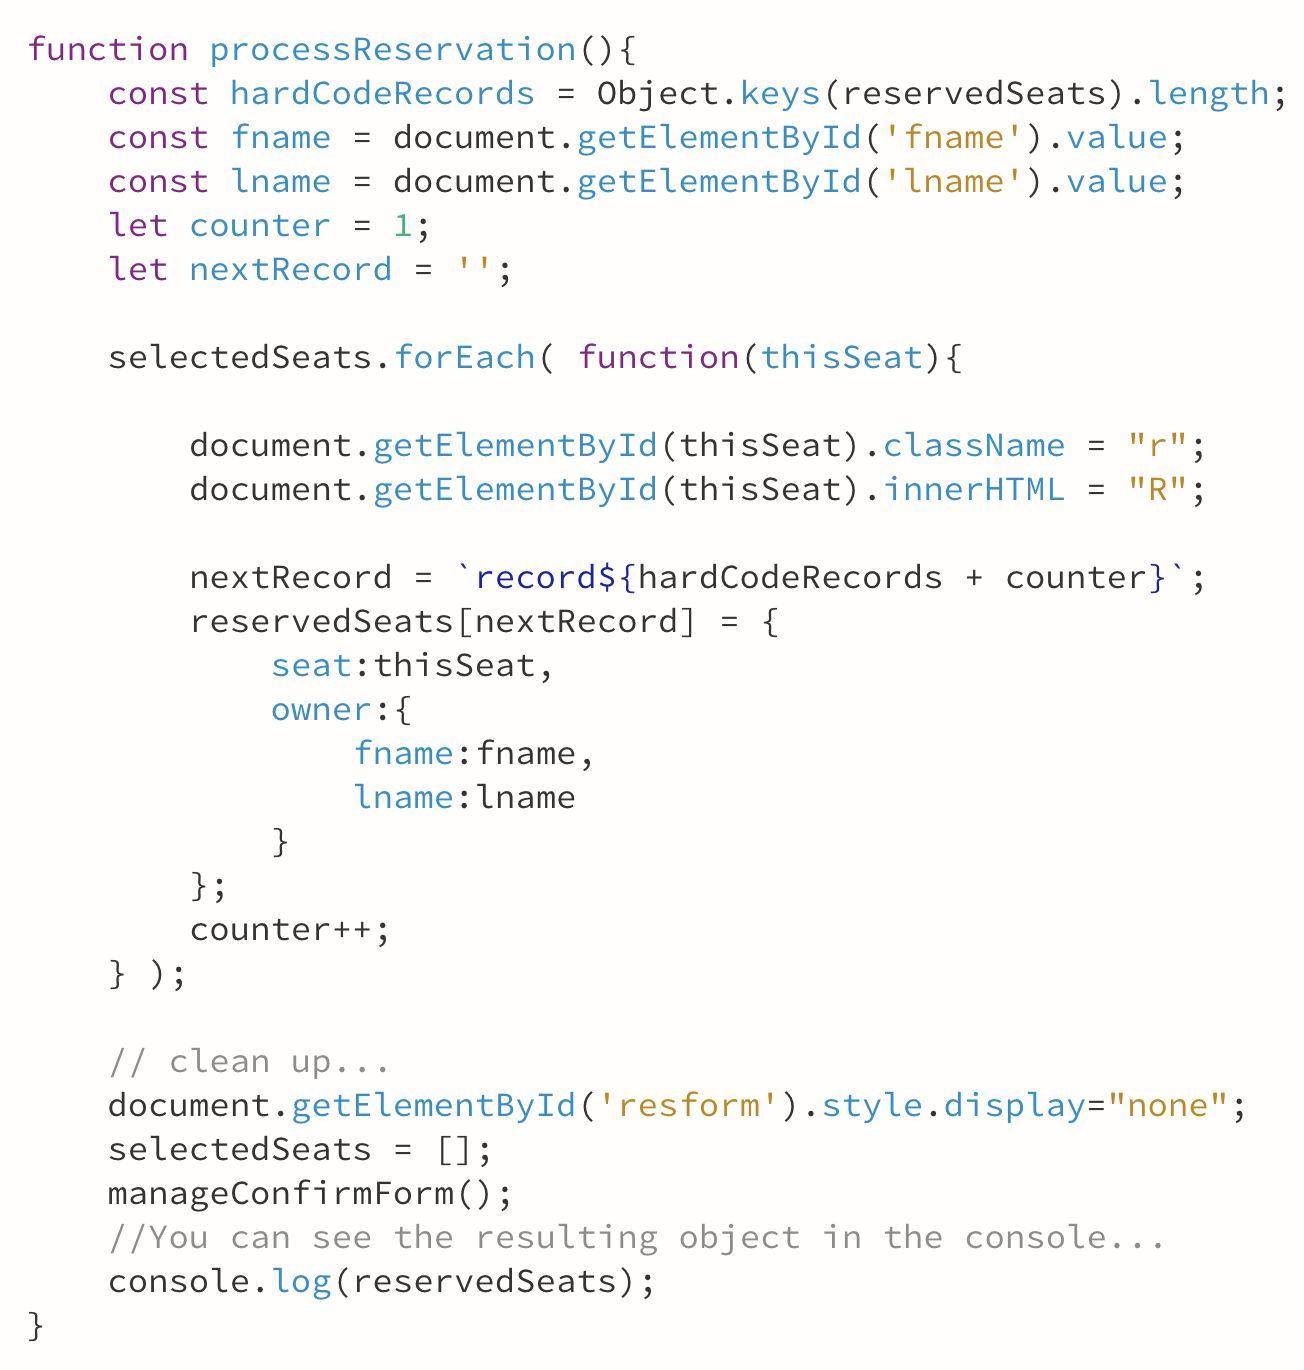 function processReservation(){
    const hardCodeRecords = Object.keys(reservedSeats).length;
    const fname = document.getElementById('fname').value;
    const lname = document.getElementById('lname').value;
    let counter = 1;
    let nextRecord = '';

    selectedSeats.forEach( function(thisSeat){

        document.getElementById(thisSeat).className = "r";
        document.getElementById(thisSeat).innerHTML = "R";

        nextRecord = `record${hardCodeRecords + counter}`;
        reservedSeats[nextRecord] = {
            seat:thisSeat,
            owner:{
                fname:fname,
                lname:lname
            }
        };
        counter++;
    } );

    // clean up...
    document.getElementById('resform').style.display="none";
    selectedSeats = [];
    manageConfirmForm();
    //You can see the resulting object in the console...
    console.log(reservedSeats);
}